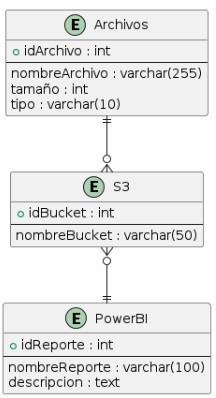 E Archivos
idArchivo : int
nombreArchivo : varchar(255)
tamaño : int
tipo : varchar(10)
E S3
idBucket : int
nombreBucket : varchar(50)
E PowerBI
idReporte : int
nombreReporte : varchar(100)
descripcion : text